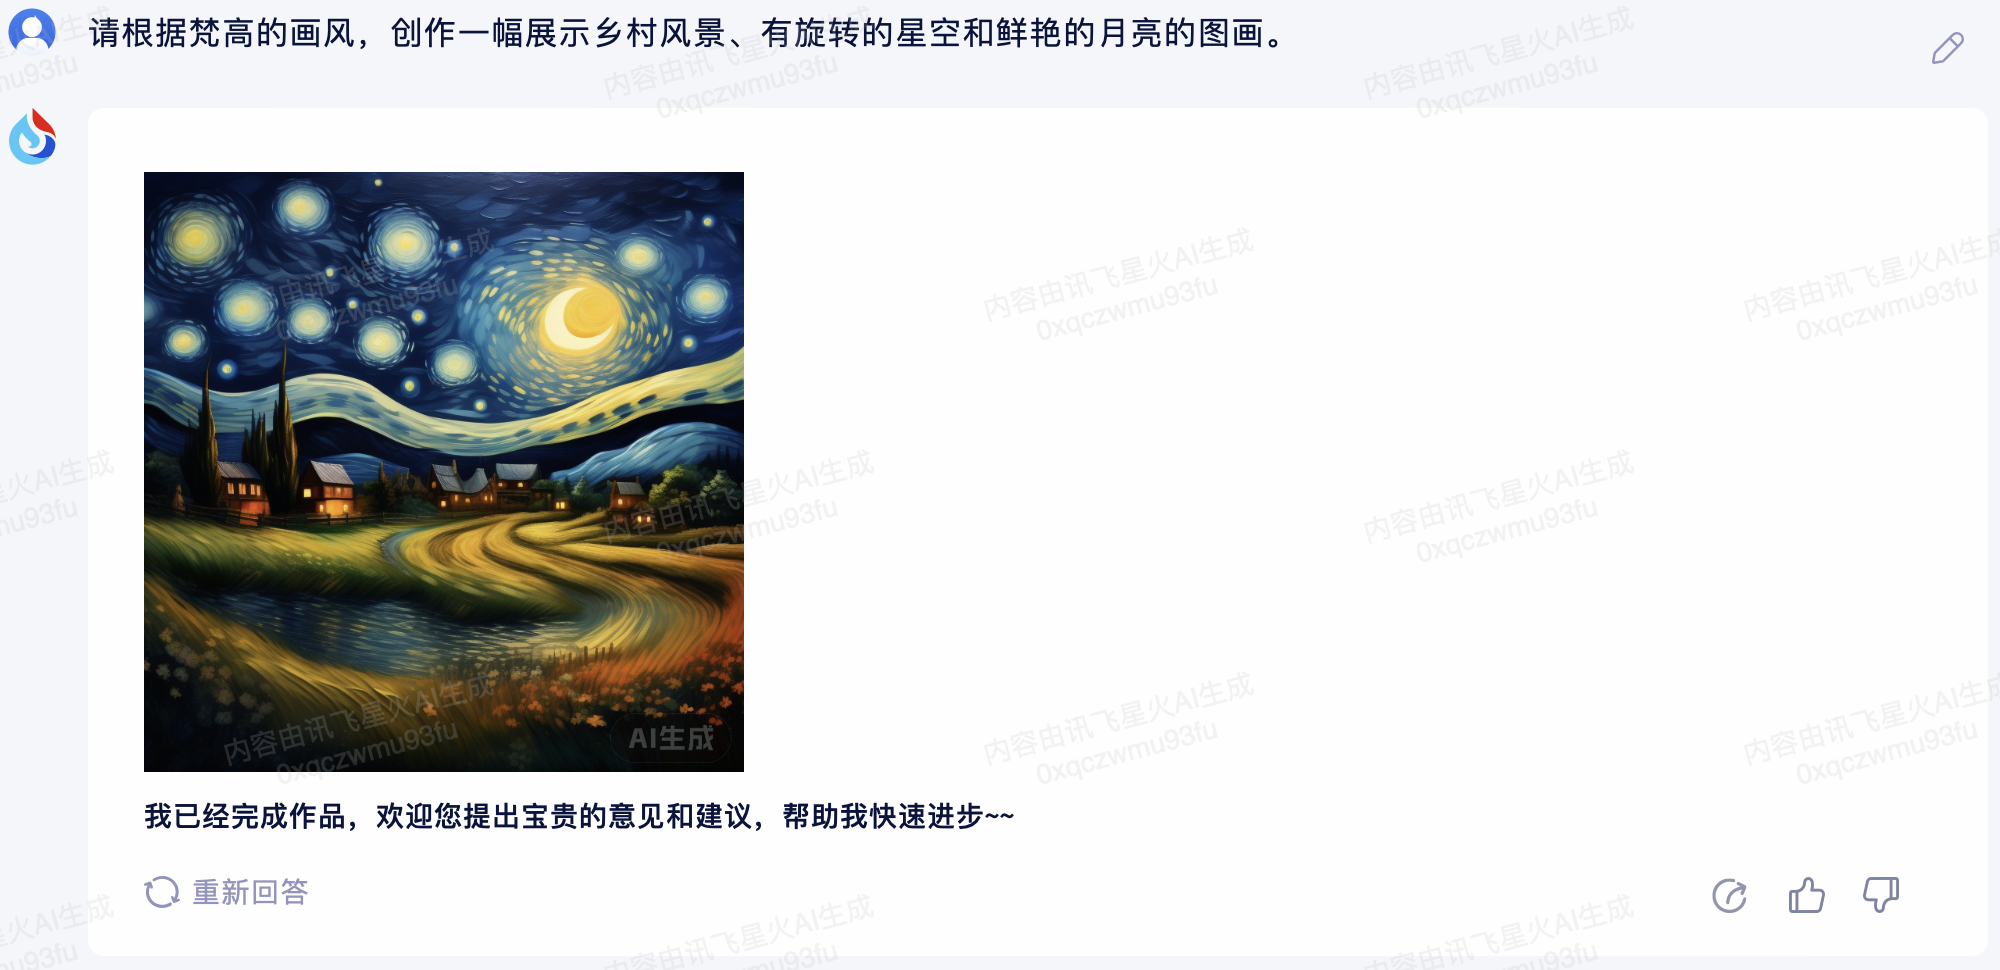 请根据梵高的画风，创作一幅展示乡村风景、有旋转的星空和鲜艳的月亮的图画。
内容由讯飞星火AI生成
0xqczwmu93fu
AI生成
我已经完成作品，欢迎您提出宝贵的意见和建议，帮助我快速进步~~
重新回答